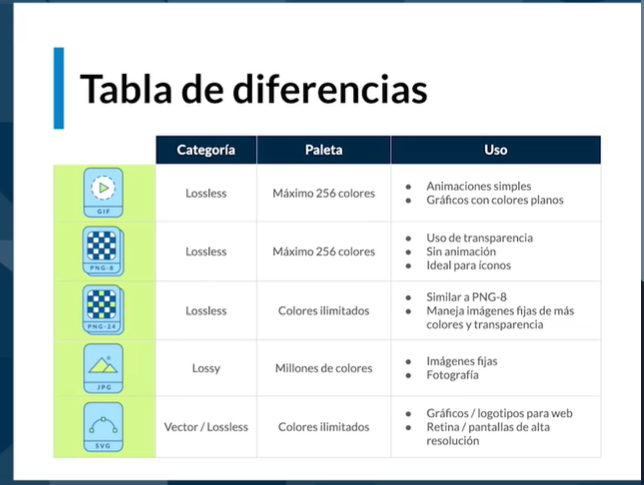 Tabla de diferencias
Categoría Paleta Uso
GIF
Lossless
Máximo 256 colores
● Animaciones simples
● Gráficos con colores planos
PNG-8
Lossless
Máximo 256 colores
● Uso de transparencia
● Sin animación
● Ideal para íconos
PNG-24
Lossless
Colores ilimitados
● Similar a PNG-8
● Maneja imágenes fijas de más
colores y transparencia
JPG
Lossy
Millones de colores
● Imágenes fijas
● Fotografía
SVG
Vector / Lossless
Colores ilimitados
● Gráficos / logotipos para web
● Retina / pantallas de alta
resolución